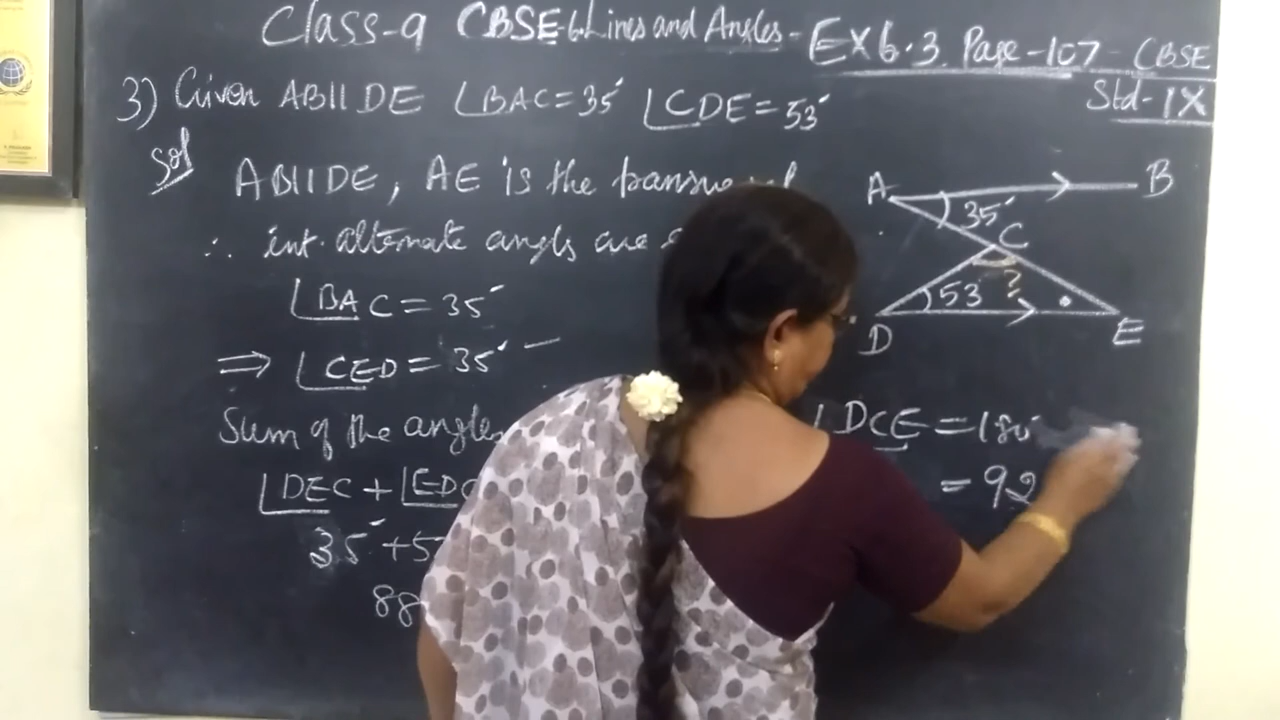 Class-9 CBSE-6.Lines and Angles - EX 6.3. Page-107 - CBSE
Std-IX
3) Given AB||DE ∠BAC=35° ∠CDE=53°
Sol
AB||DE, AE is the
∴ int. alternate angls are
∠BAC=35°
⇒ ∠CED=35° —
Sum of the angles
∠DEC+∠EDC
35°+5
88
∠DCE=180°
=92
A B
35°
C
53 ?
D E